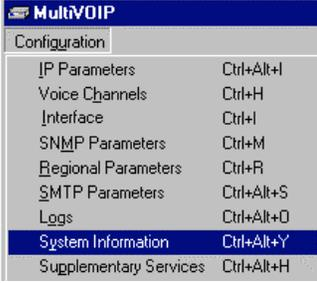 MultiVOIP
Configuration
IP Parameters Ctrl+Alt+I
Voice Channels Ctrl+H
Interface Ctrl+I
SNMP Parameters Ctrl+M
Regional Parameters Ctrl+R
SMTP Parameters Ctrl+Alt+S
Logs Ctrl+Alt+O
System Information Ctrl+Alt+Y
Supplementary Services Ctrl+Alt+H